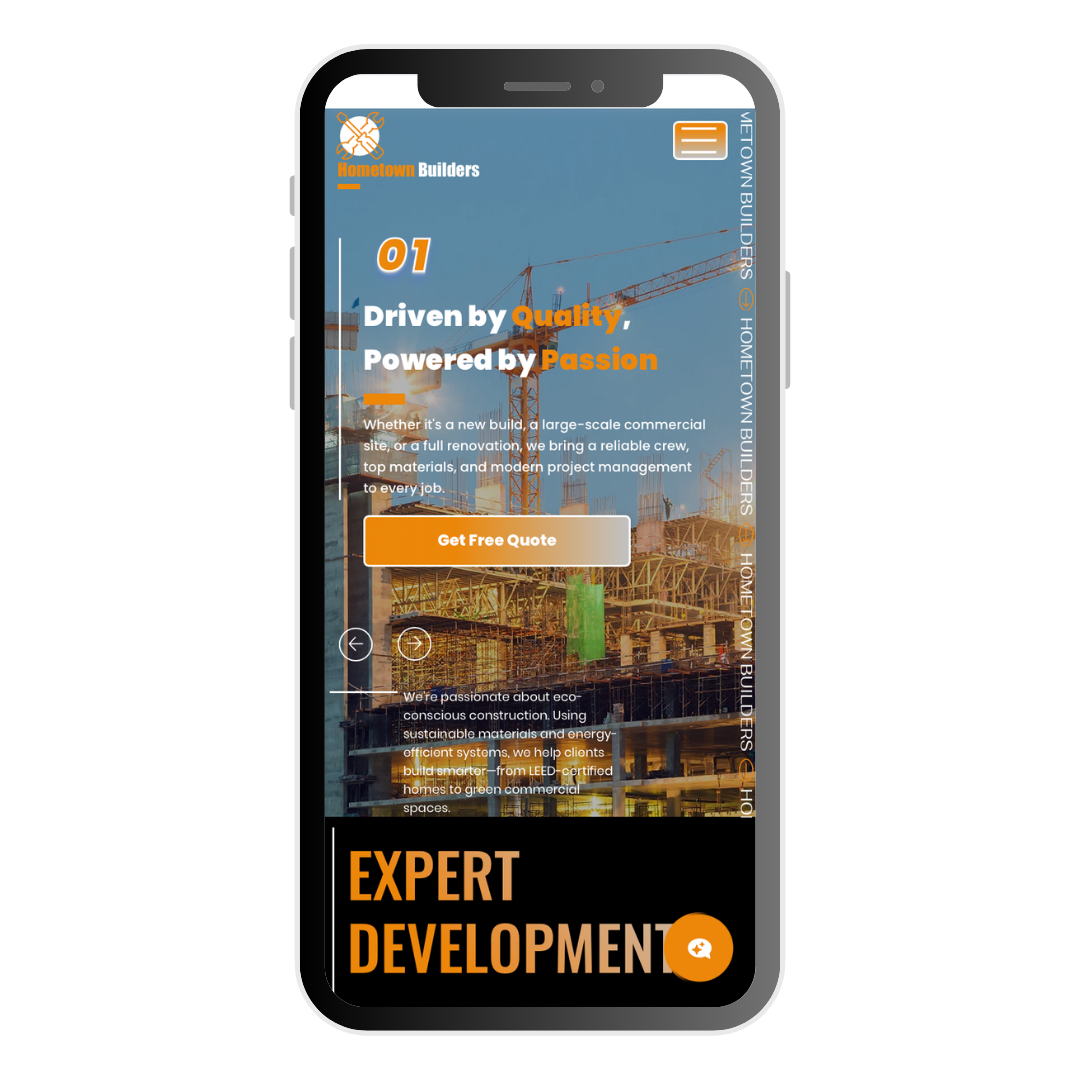 Hometown Builders
01
Driven by Quality,
Powered by Passion
Whether it's a new build, a large-scale commercial
site, or a full renovation, we bring a reliable crew,
top materials, and modern project management
to every job.
Get Free Quote
We're passionate about eco-
conscious construction. Using
sustainable materials and energy-
efficient systems, we help clients
build smarter—from LEED-certified
homes to green commercial
spaces.
METOWN BUILDERS HOMETOWN BUILDERS HOMETOWN BUILDERS HO
EXPERT
DEVELOPMENT